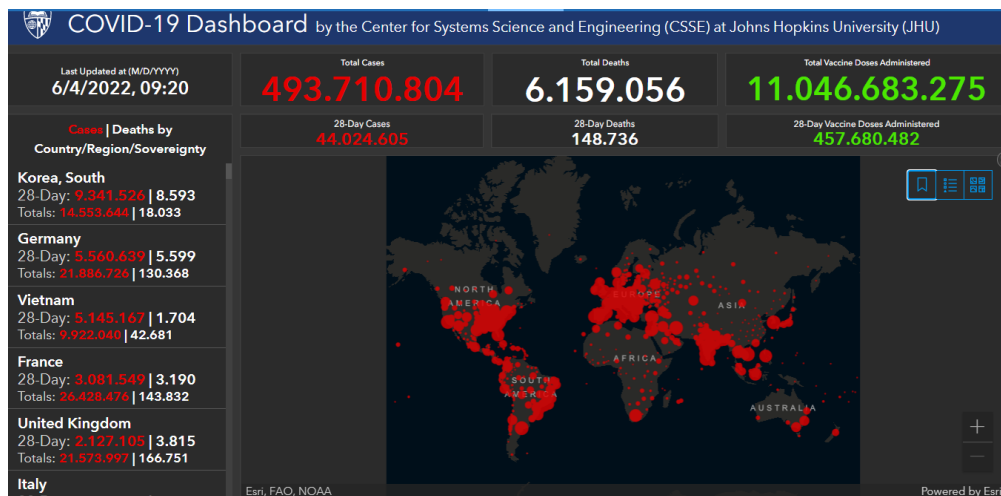 COVID-19 Dashboard by the Center for Systems Science and Engineering (CSSE) at Johns Hopkins University (JHU)
Last Updated at (M/D/YYYY)
6/4/2022, 09:20
Total Cases
493.710.804
Total Deaths
6.159.056
Total Vaccine Doses Administered
11.046.683.275
28-Day Cases
44.024.605
28-Day Deaths
148.736
28-Day Vaccine Doses Administered
457.680.482
Cases | Deaths by
Country/Region/Sovereignty
Korea, South
28-Day: 9.341.526 | 8.593
Totals: 14.553.644 | 18.033
Germany
28-Day: 5.560.639 | 5.599
Totals: 21.886.726 | 130.368
Vietnam
28-Day: 5.145.167 | 1.704
Totals: 9.922.040 | 42.681
France
28-Day: 3.081.549 | 3.190
Totals: 26.428.476 | 143.832
United Kingdom
28-Day: 2.127.105 | 3.815
Totals: 21.573.997 | 166.751
Italy
NORTH
AMERICA
EUROPE
ASIA
AFRICA
SOUTH
AMERICA
AUSTRALIA
Esri, FAO, NOAA
Powered by Esri